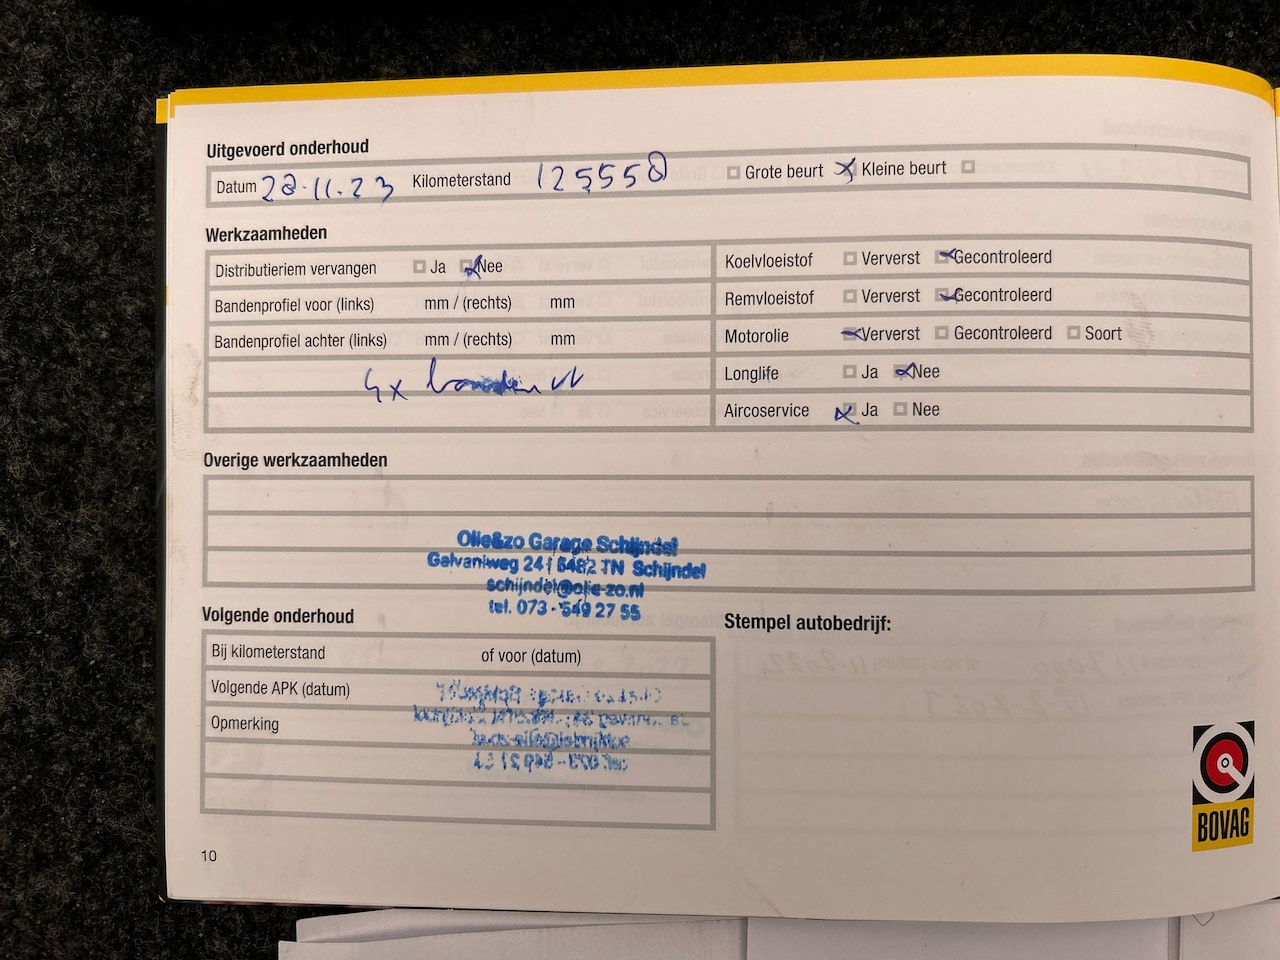 Uitgevoerd onderhoud
Datum 28-11-23 Kilometerstand 125558 Grote beurt Kleine beurt
Werkzaamheden
Distributieriem vervangen Ja Nee
Bandenprofiel voor (links) mm / (rechts) mm
Bandenprofiel achter (links) mm / (rechts) mm
4x banden
Koelvloeistof Ververst Gecontroleerd
Remvloeistof Ververst Gecontroleerd
Motorolie Ververst Gecontroleerd Soort
Longlife Ja Nee
Aircoservice Ja Nee
Overige werkzaamheden
Olie&zo Garage Schijndel
Galvaniweg 24 | 5482 TN Schijndel
schijndel@olie-zo.nl
tel. 073 - 549 27 55
Volgende onderhoud
Bij kilometerstand of voor (datum)
Volgende APK (datum)
Opmerking
Stempel autobedrijf:
BOVAG
10